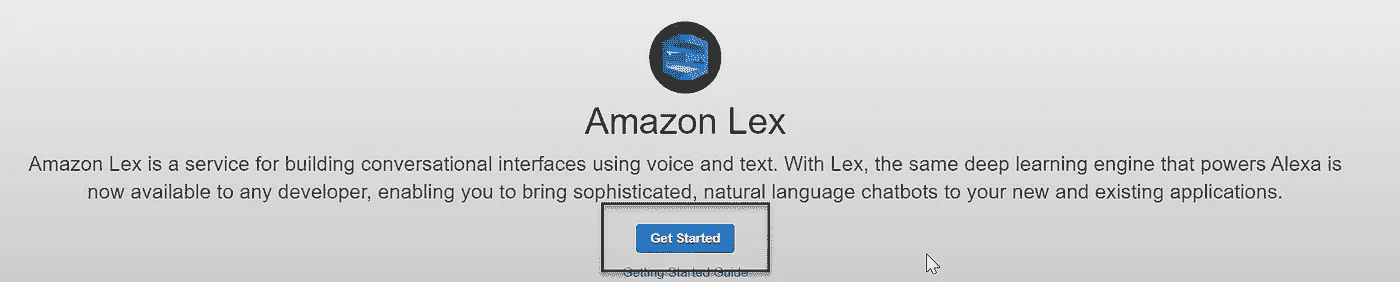 Amazon Lex
Amazon Lex is a service for building conversational interfaces using voice and text. With Lex, the same deep learning engine that powers Alexa is
now available to any developer, enabling you to bring sophisticated, natural language chatbots to your new and existing applications.
Get Started
Getting Started Guide